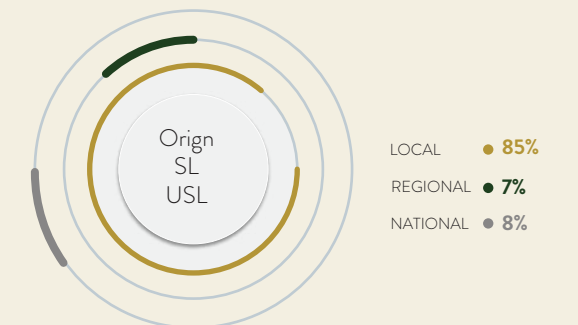 Orign
SL
USL
LOCAL 85%
REGIONAL 7%
NATIONAL 8%